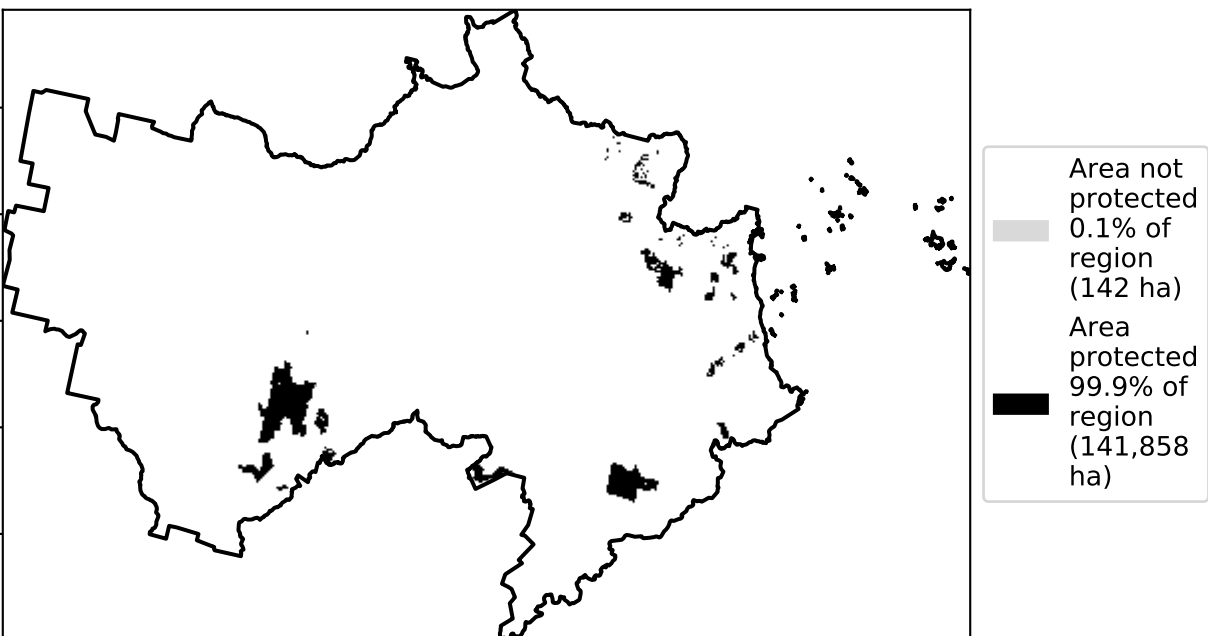 Area not
protected
0.1% of
region
(142 ha)
Area
protected
99.9% of
region
(141,858
ha)